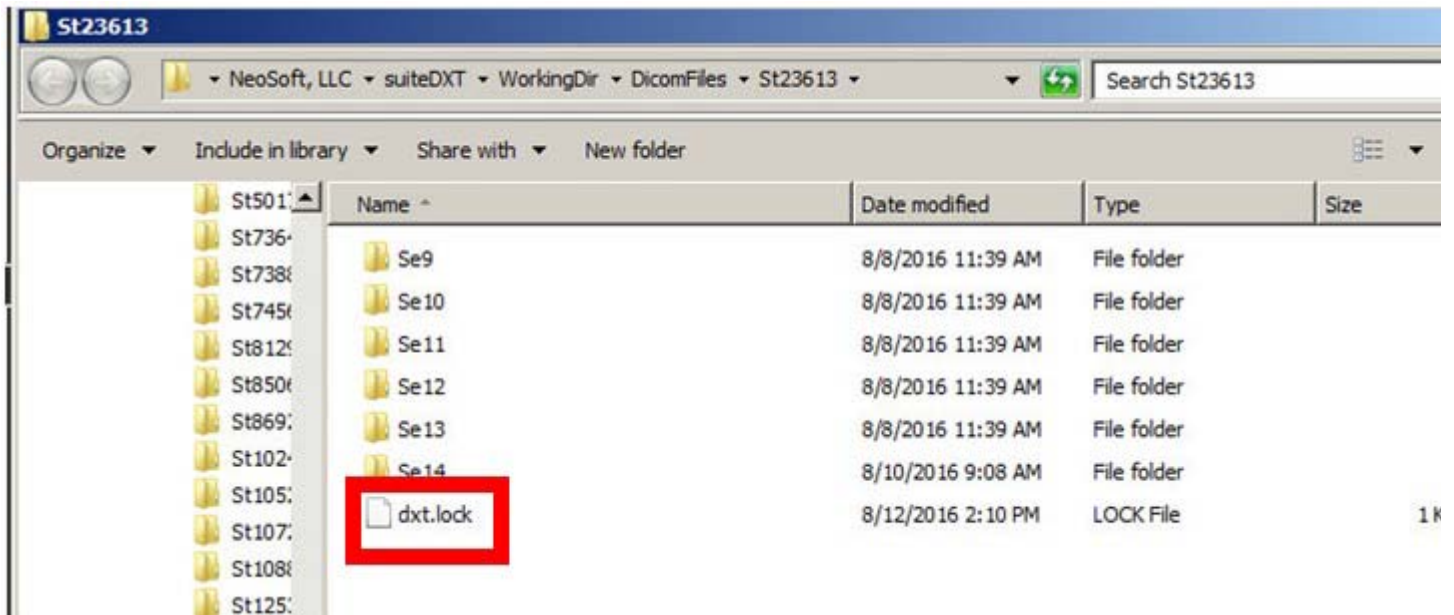 St23613
NeoSoft, LLC suiteDXT WorkingDir DicomFiles St23613
Search St23613
Organize Include in library Share with New folder
Name Date modified Type Size
Se9 8/8/2016 11:39 AM File folder
Se10 8/8/2016 11:39 AM File folder
Se11 8/8/2016 11:39 AM File folder
Se12 8/8/2016 11:39 AM File folder
Se13 8/8/2016 11:39 AM File folder
Se14 8/10/2016 9:08 AM File folder
dxt.lock 8/12/2016 2:10 PM LOCK File 1 K